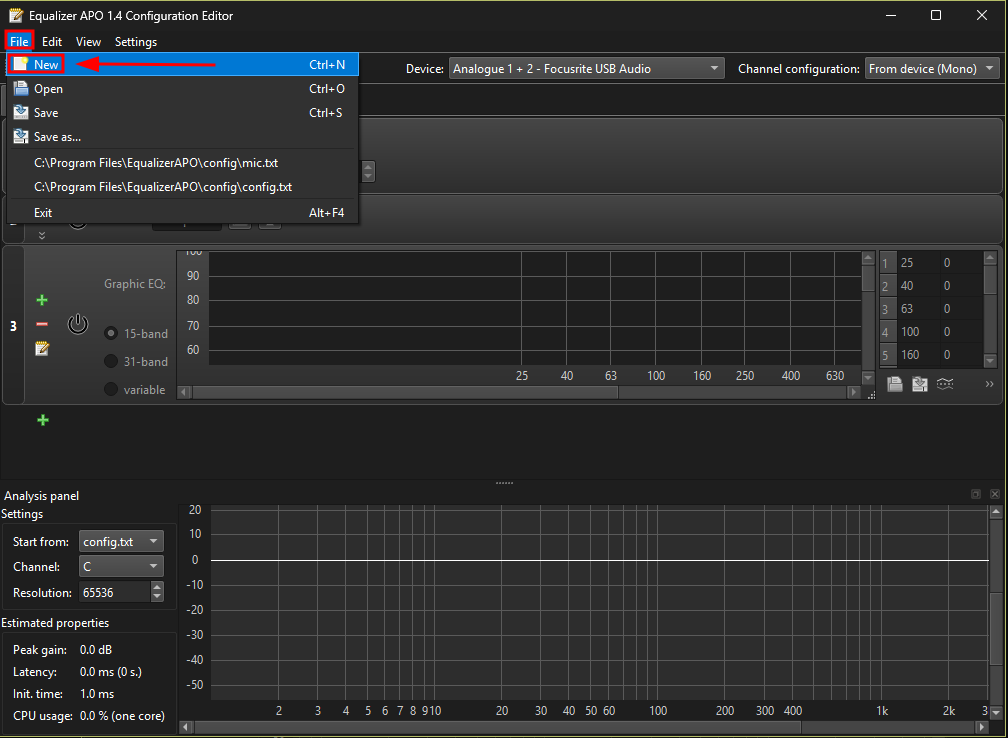 Equalizer APO 1.4 Configuration Editor
File Edit View Settings
New Ctrl+N
Device: Analogue 1 + 2 - Focusrite USB Audio Channel configuration: From device (Mono)
Open Ctrl+O
Save Ctrl+S
Save as...
C:\Program Files\EqualizerAPO\config\mic.txt
C:\Program Files\EqualizerAPO\config\config.txt
Exit Alt+F4
3
Graphic EQ:
15-band
31-band
variable
100
90
80
70
60
25 40 63 100 160 250 400 630
1 25 0
2 40 0
3 63 0
4 100 0
5 160 0
Analysis panel
Settings
Start from: config.txt
Channel: C
Resolution: 65536
Estimated properties
Peak gain: 0.0 dB
Latency: 0.0 ms (0 s.)
Init. time: 1.0 ms
CPU usage: 0.0 % (one core)
20
10
0
-10
-20
-30
-40
-50
2 3 4 5 6 7 8 9 10 20 30 40 50 60 100 200 300 400 1k 2k 3